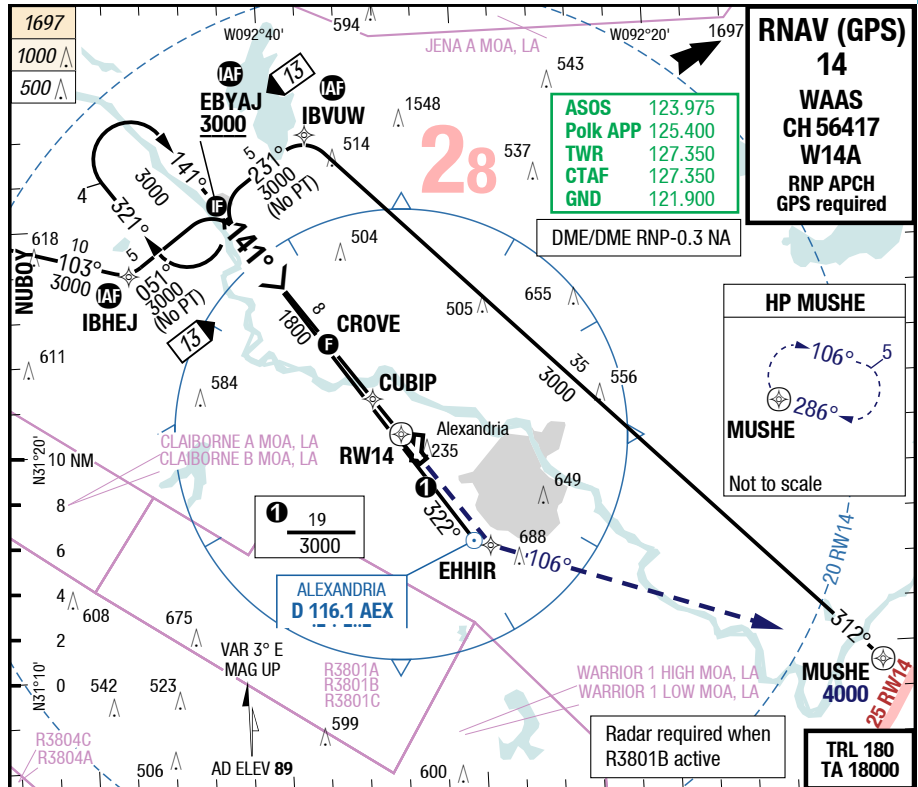 1697
1000
500
594
W092°40'
JENA A MOA, LA
W092°20'
1697
RNAV (GPS)
14
WAAS
CH 56417
W14A
RNP APCH
GPS required
IAF
EBYAJ
3000
13
IAF
IBVUW
1548
543
514
537
28
ASOS 123.975
Polk APP 125.400
TWR 127.350
CTAF 127.350
GND 121.900
DME/DME RNP-0.3 NA
141°
3000
4
321°
IF
5
231°
3000
(No PT)
141°
504
618
10
103°
3000
NUBOY
IAF
IBHEJ
5
051°
3000
(No PT)
13
8
1800
F
CROVE
505
655
HP MUSHE
106°
5
286°
MUSHE
Not to scale
611
584
CUBIP
35
3000
556
N31°20'
10 NM
CLAIBORNE A MOA, LA
CLAIBORNE B MOA, LA
RW14
Alexandria
235
649
8
1
19
3000
1
322°
688
20 RW14
6
EHHIR
106°
4
ALEXANDRIA
D 116.1 AEX
608
675
312°
MUSHE
4000
25 RW14
2
VAR 3° E
MAG UP
R3801A
R3801B
R3801C
WARRIOR 1 HIGH MOA, LA
WARRIOR 1 LOW MOA, LA
N31°10'
0
542
523
599
R3804C
R3804A
506
AD ELEV 89
600
Radar required when
R3801B active
TRL 180
TA 18000